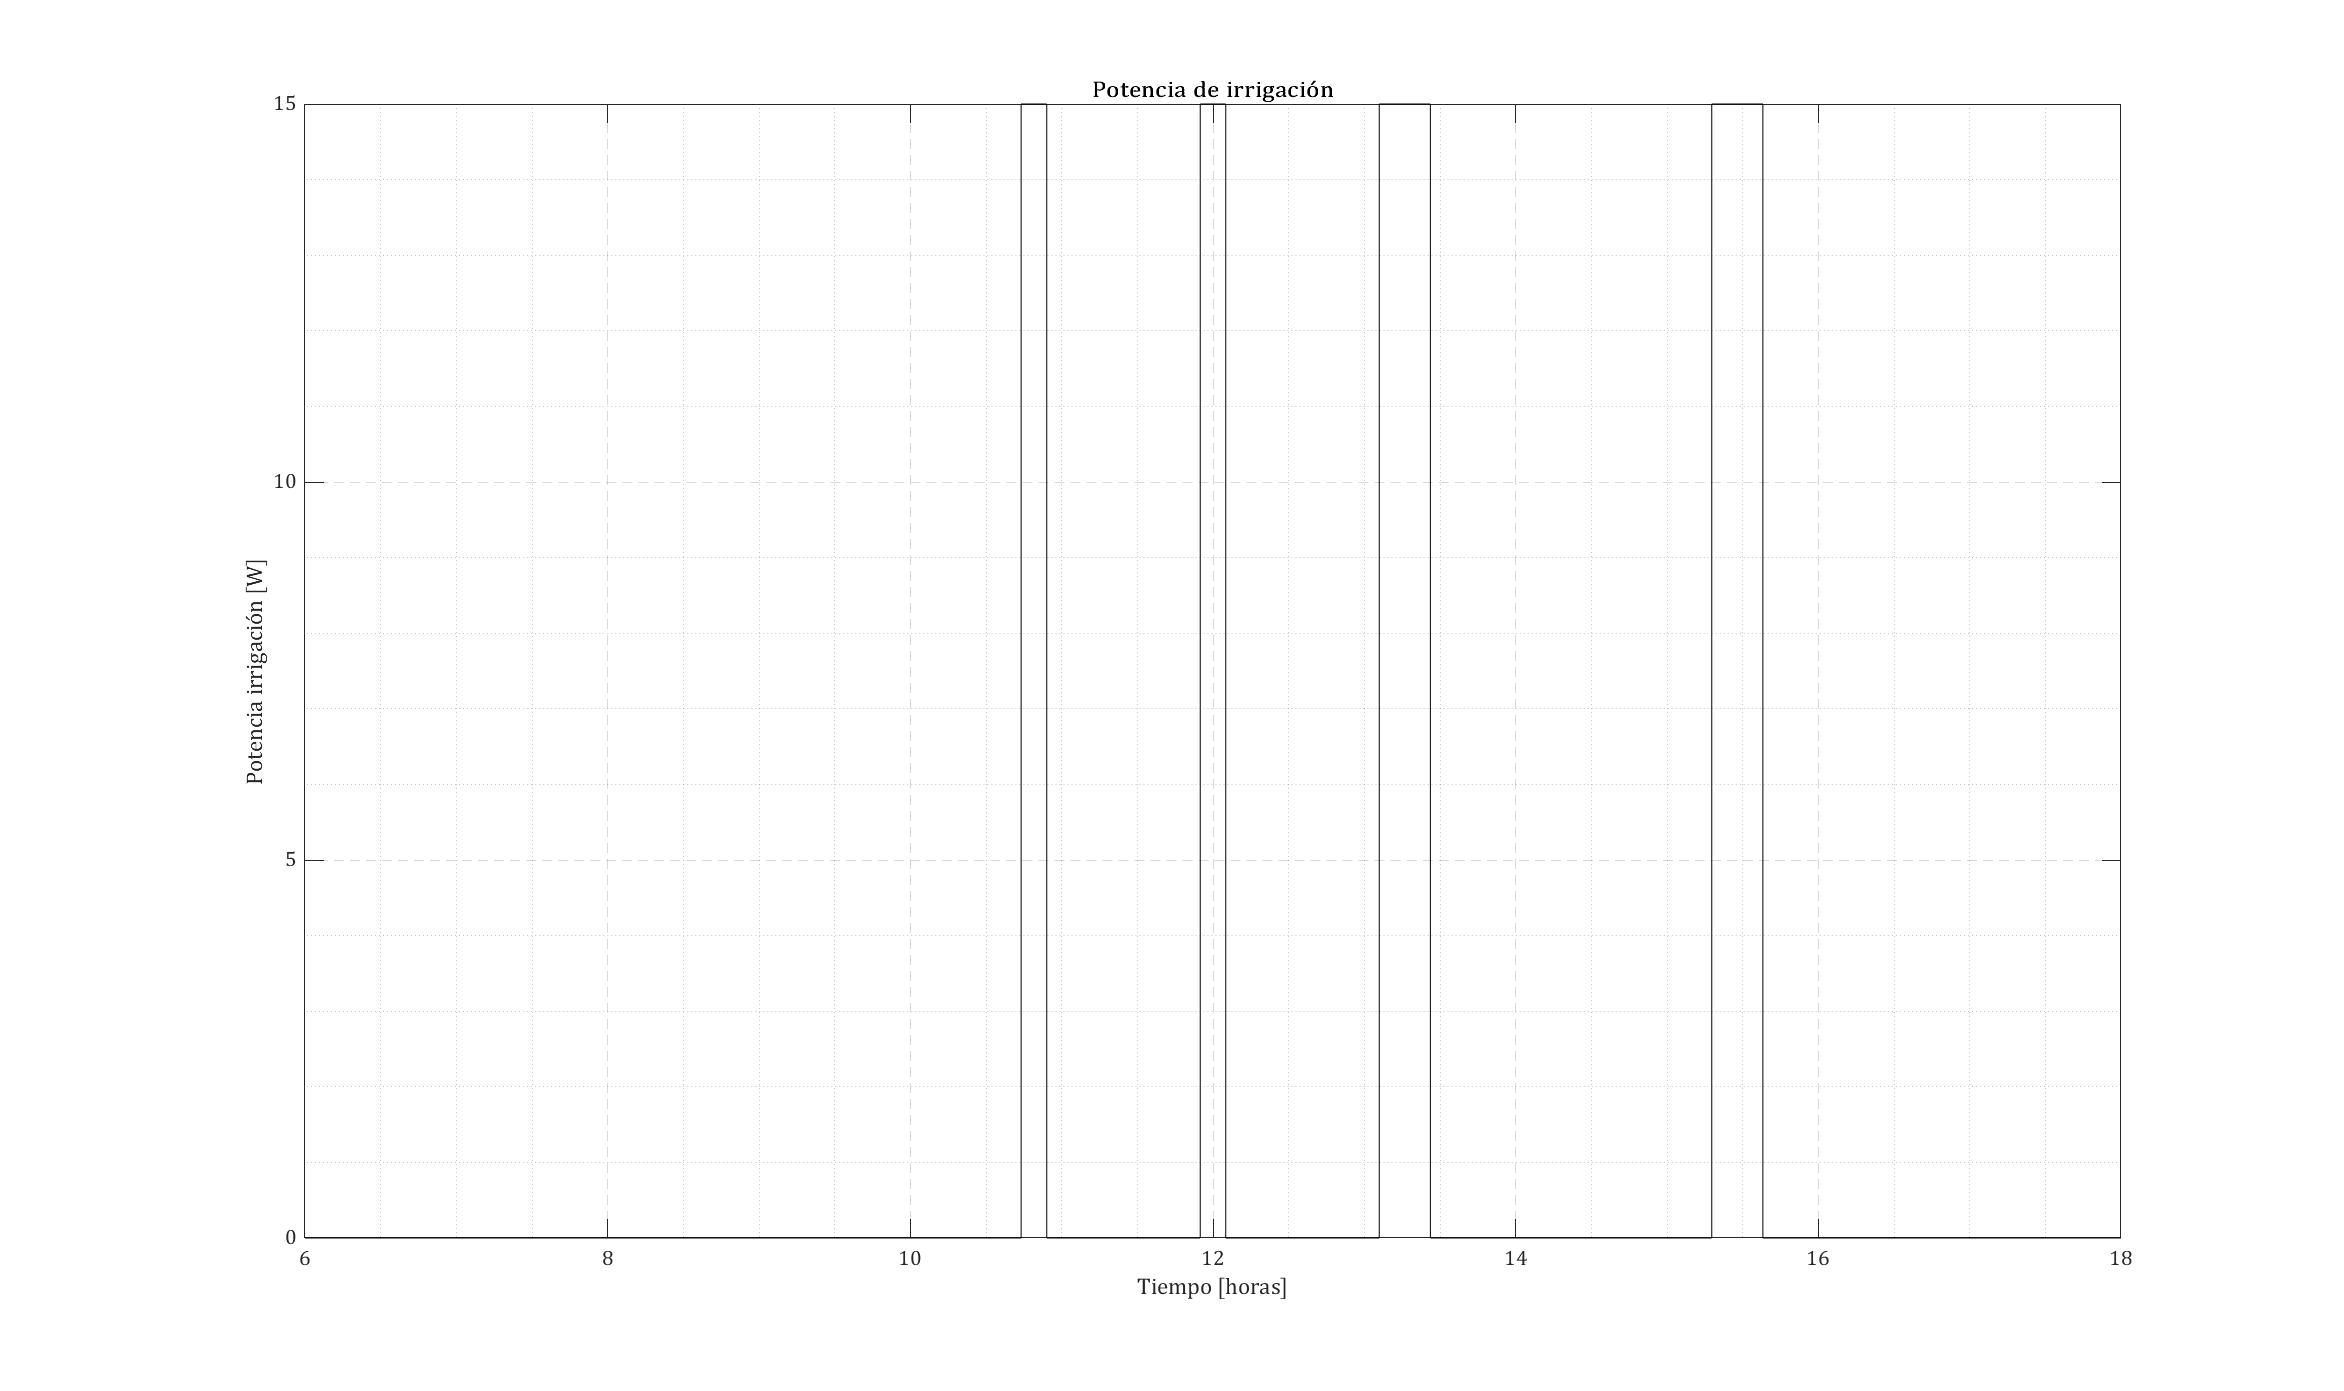 Potencia de irrigación
15
10
5
0
Potencia irrigación [W]
6 8 10 12 14 16 18
Tiempo [horas]